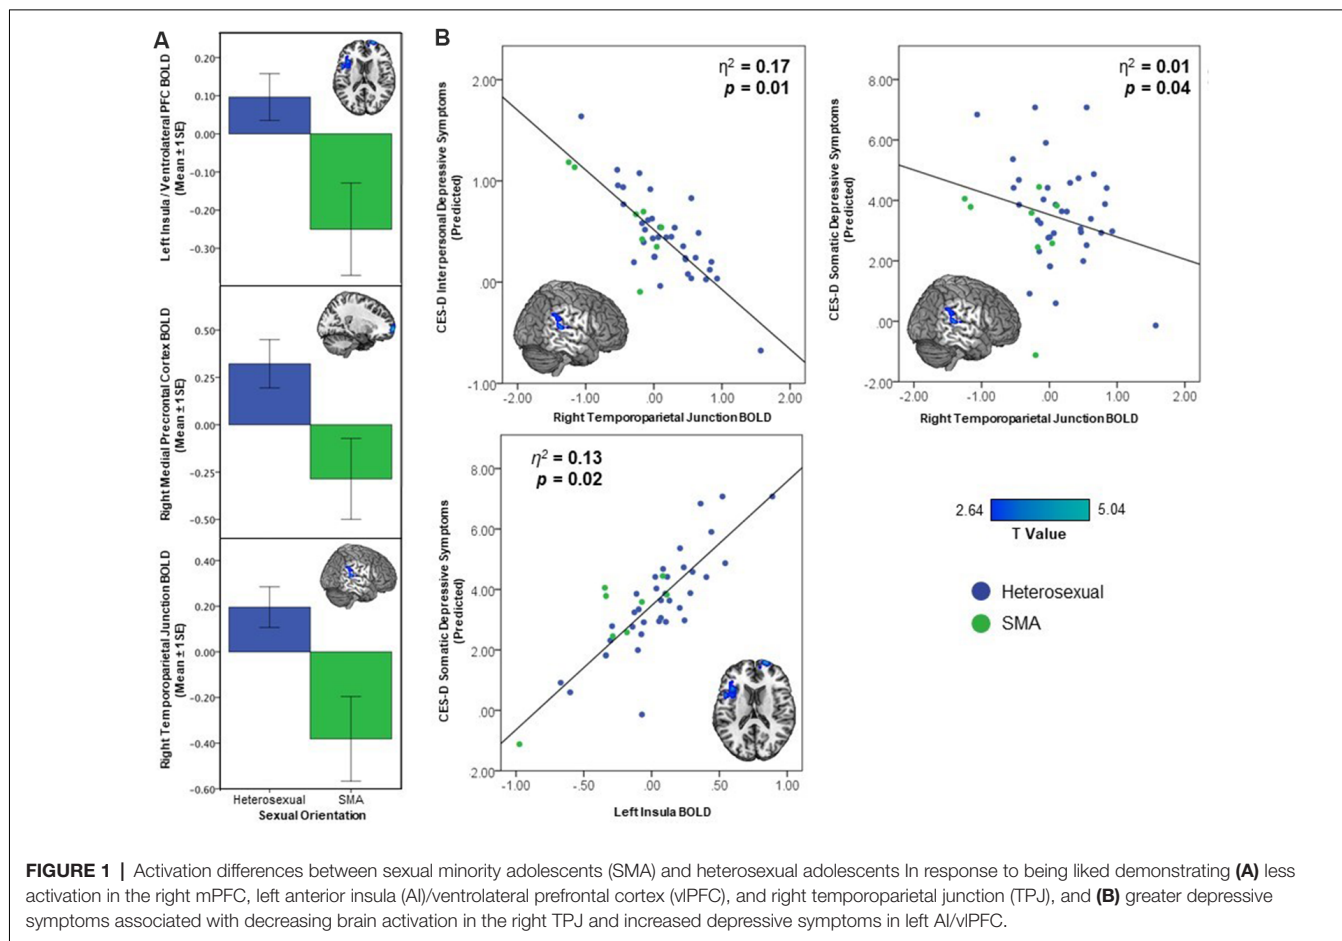 A
Left Insula / Ventrolateral PFC BOLD
(Mean ± 1 SE)
0.20
0.10
0.00
−0.10
−0.20
−0.30
Right Medial Precrontal Cortex BOLD
(Mean ± 1 SE)
0.50
0.25
0.00
−0.25
−0.50
Right Temporoparietal Junction BOLD
(Mean ± 1 SE)
0.40
0.20
0.00
−0.20
−0.40
−0.60
Heterosexual SMA
Sexual Orientation
B
η² = 0.17
p = 0.01
CES-D Interpersonal Depressive Symptoms
(Predicted)
2.00
1.00
.00
-1.00
-2.00 -1.00 .00 1.00 2.00
Right Temporoparietal Junction BOLD
η² = 0.01
p = 0.04
CES-D Somatic Depressive Symptoms
(Predicted)
8.00
6.00
4.00
2.00
.00
-2.00
-2.00 -1.00 .00 1.00 2.00
Right Temporoparietal Junction BOLD
η² = 0.13
p = 0.02
CES-D Somatic Depressive Symptoms
(Predicted)
8.00
6.00
4.00
2.00
.00
2.00
-1.00 -.50 .00 .50 1.00
Left Insula BOLD
2.64 5.04
T Value
Heterosexual
SMA
FIGURE 1 | Activation differences between sexual minority adolescents (SMA) and heterosexual adolescents In response to being liked demonstrating (A) less
activation in the right mPFC, left anterior insula (AI)/ventrolateral prefrontal cortex (vlPFC), and right temporoparietal junction (TPJ), and (B) greater depressive
symptoms associated with decreasing brain activation in the right TPJ and increased depressive symptoms in left AI/vlPFC.